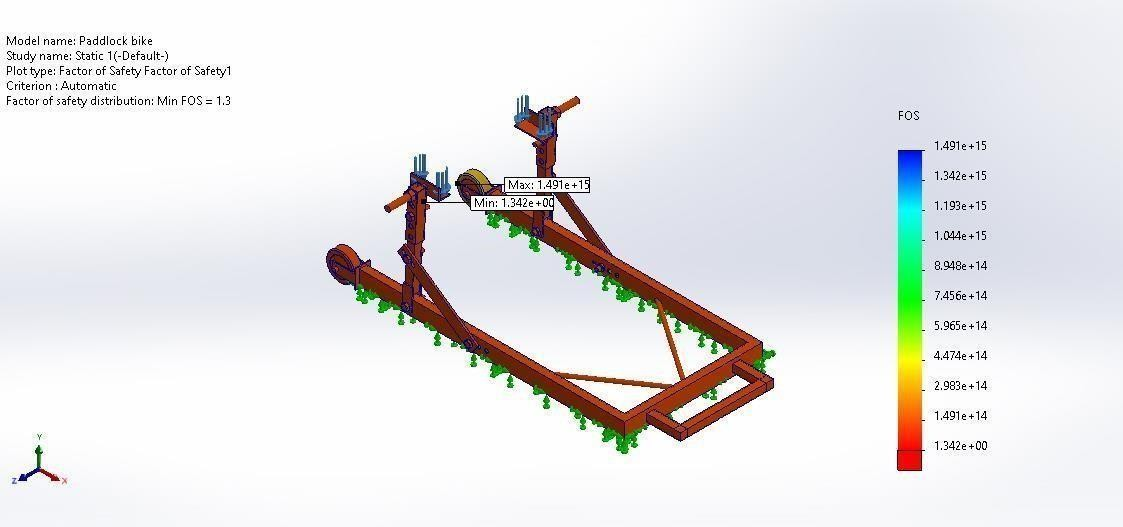 Model name: Paddlock bike
Study name: Static 1(-Default-)
Plot type: Factor of Safety Factor of Safety1
Criterion : Automatic
Factor of safety distribution: Min FOS = 1.3
FOS
1.491e+15
1.342e+15
1.193e+15
1.044e+15
8.948e+14
7.456e+14
5.965e+14
4.474e+14
2.983e+14
1.491e+14
1.342e+00
Max: 1.491e+15
Min: 1.342e+00
Y
Z
X